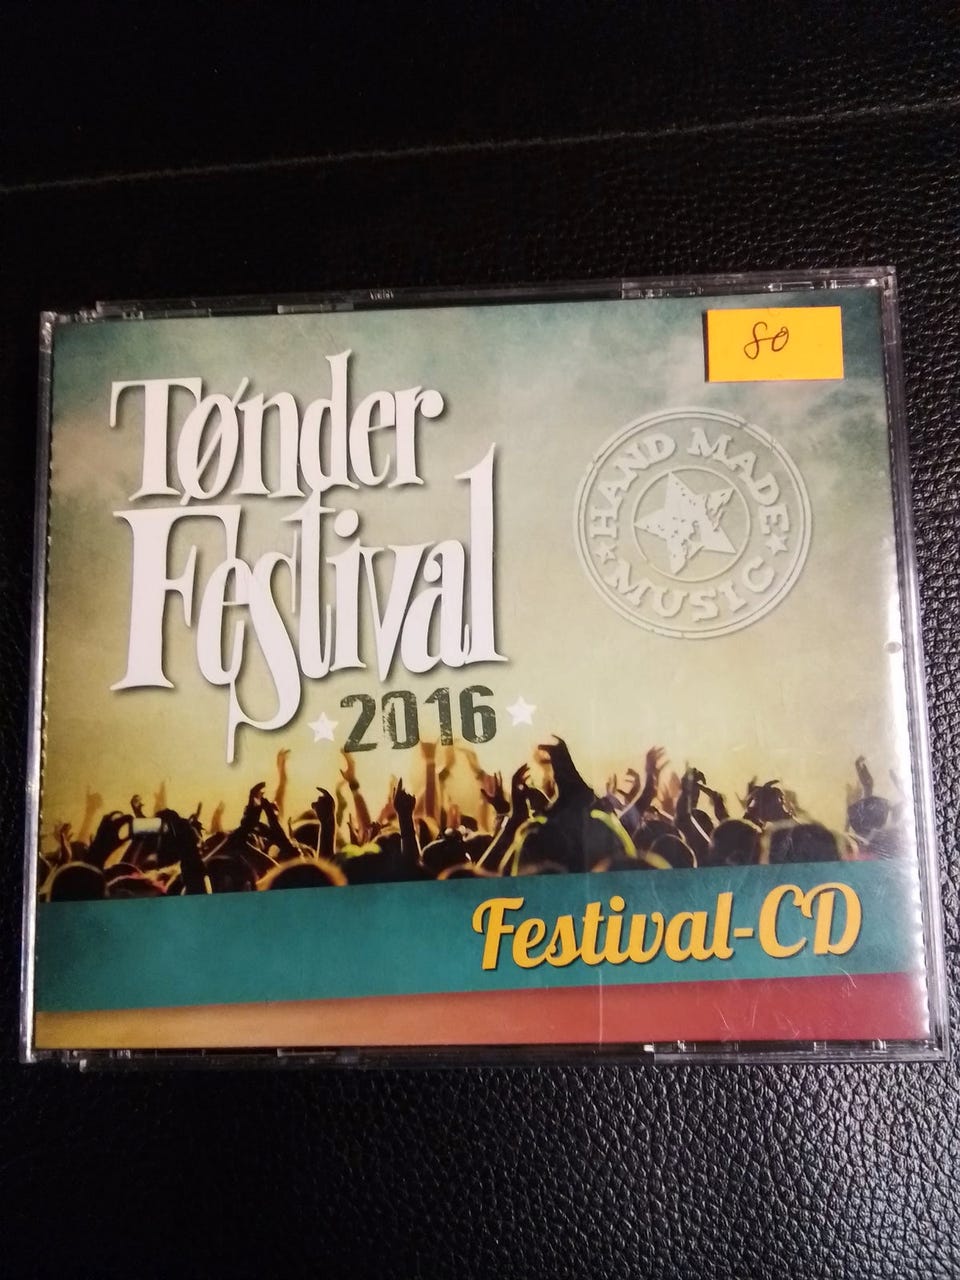 80
Tønder
Festival
2016
HAND MADE
MUSIC
Festival-CD